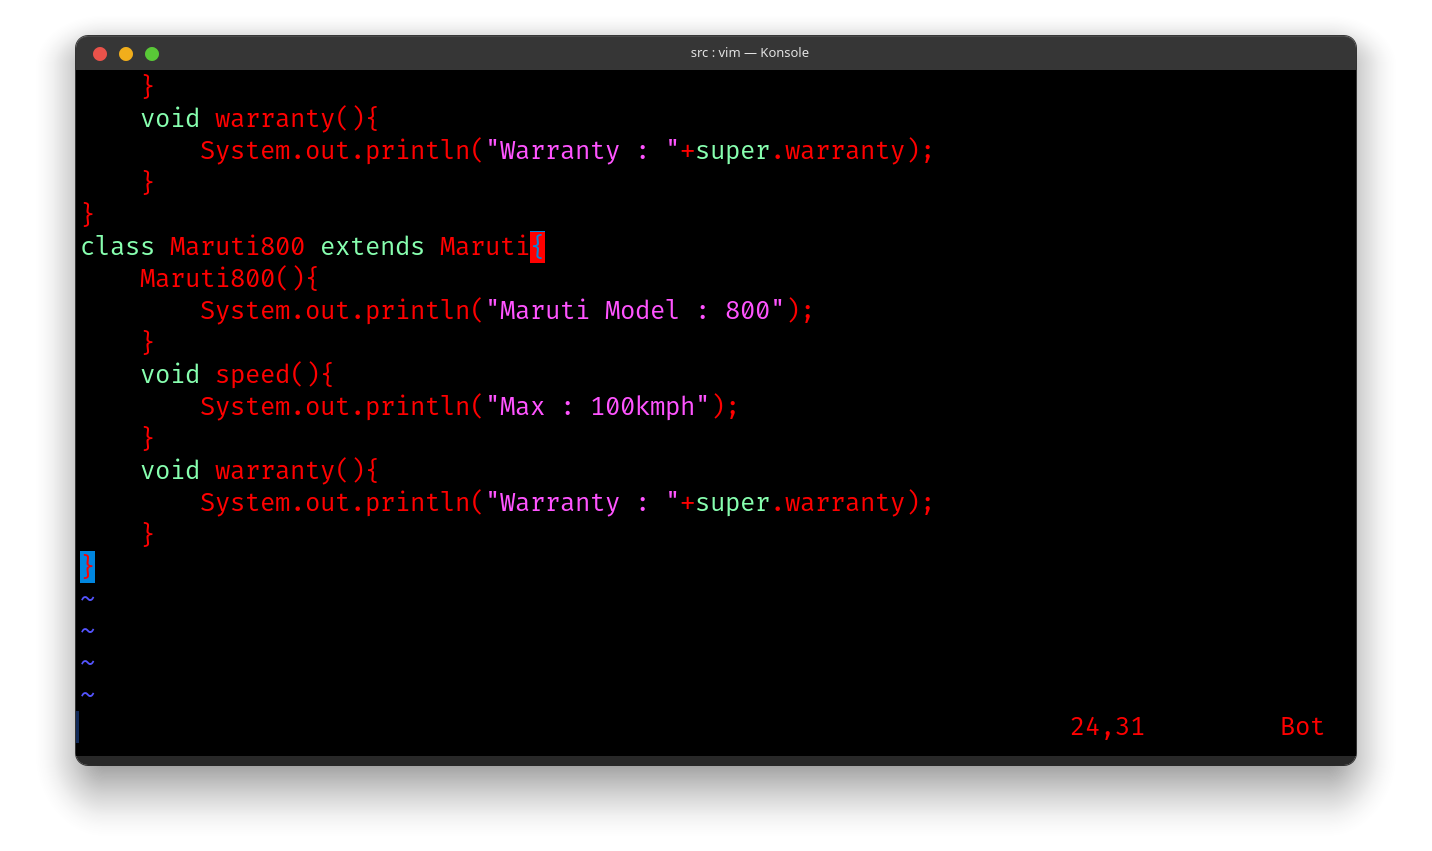 src : vim — Konsole
    }
    void warranty(){
        System.out.println("Warranty : "+super.warranty);
    }
}
class Maruti800 extends Maruti{
    Maruti800(){
        System.out.println("Maruti Model : 800");
    }
    void speed(){
        System.out.println("Max : 100kmph");
    }
    void warranty(){
        System.out.println("Warranty : "+super.warranty);
    }
}
~
~
~
~
24,31 Bot